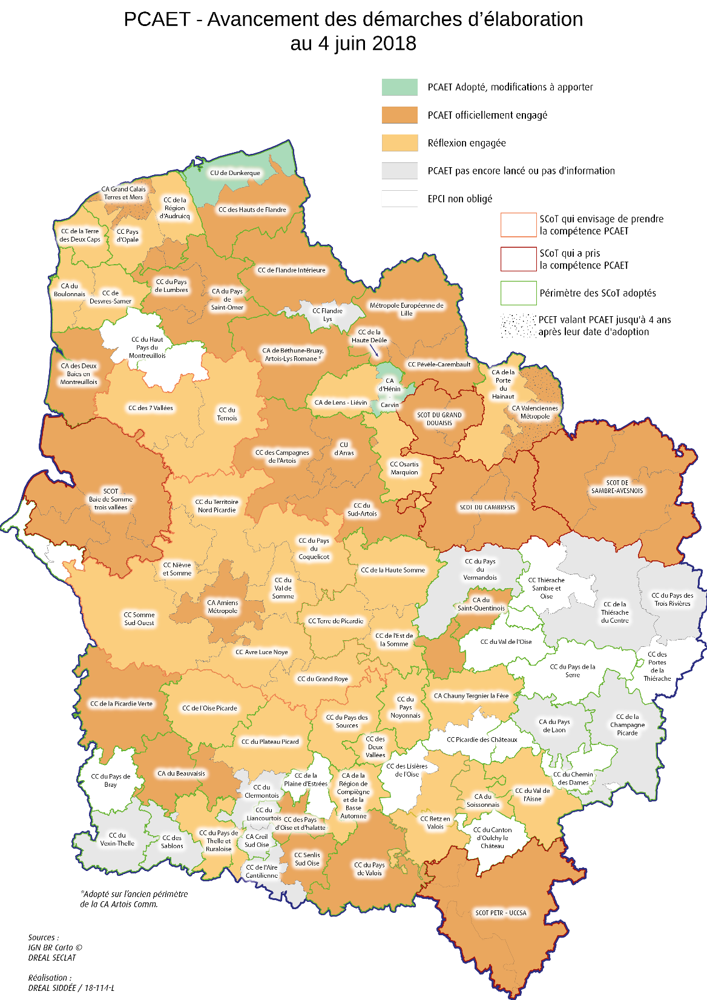 PCAET - Avancement des démarches d'élaboration
au 4 juin 2018
PCAET Adopté, modifications à apporter
PCAET officiellement engagé
Réflexion engagée
PCAET pas encore lancé ou pas d'information
EPCI non obligé
SCoT qui envisage de prendre
la compétence PCAET
SCoT qui a pris
la compétence PCAET
Périmètre des SCoT adoptés
PCET valant PCAET jusqu'à 4 ans
après leur date d'adoption
CU de Dunkerque
CA Grand Calais
Terres et Mers
CC de la
Région
d'Audruicq
CC des Hauts de Flandre
CC de la Terre
des Deux Caps
CC Pays
d'Opale
CC de Flandre Intérieure
CA du
Boulonnais
CC de
Desvres-Samer
CC du Pays
de Lumbres
CA du Pays
de
Saint-Omer
CC Flandre
Lys
Métropole Européenne de
Lille
CC du Haut
Pays du
Montreuillois
CC de la
Haute Deûle
CA de Béthune-Bruay,
Artois-Lys Romane *
CA des Deux
Baies en
Montreuillois
CC Pévèle-Carembault
CA
d'Hénin
-
Carvin
CA de la
Porte
du
Hainaut
CA de Lens - Liévin
CC des 7 Vallées
CC du
Ternois
SCOT DU GRAND
DOUAISIS
CA Valenciennes
Métropole
CC des Campagnes
de l'Artois
CU
d'Arras
CC Osartis
Marquion
SCOT
Baie de Somme
trois vallées
CC du Territoire
Nord Picardie
CC du
Sud-Artois
SCOT DU CAMBRESIS
SCOT DE
SAMBRE-AVESNOIS
CC du Pays
du
Coquelicot
CC Nièvre
et Somme
CC de la Haute Somme
CC du Pays
du
Vermandois
CC Thiérache
Sambre et
Oise
CC du
Val de
Somme
CA Amiens
Métropole
CA du
Saint-Quentinois
CC de la
Thiérache
du Centre
CC du Pays des
Trois Rivières
CC Somme
Sud-Ouest
CC Terre de Picardie
CC de l'Est de
la Somme
CC du Val de l'Oise
CC Avre Luce Noye
CC des
Portes
de la
Thiérache
CC du Pays de la
Serre
CC du Grand Roye
CC de la Picardie Verte
CC de l'Oise Picarde
CC du
Pays
Noyonnais
CA Chauny Tergnier la Fère
CC du Pays des
Sources
CA du Pays
de Laon
CC de la
Champagne
Picarde
CC du Plateau Picard
CC des
Deux
Vallées
CC Picardie des Châteaux
CC du Pays de
Bray
CA du Beauvaisis
CC du
Clermontois
CC de la
Plaine d'Estrées
CA de la
Région de
Compiègne
et de la
Basse
Automne
CC des Lisières
de l'Oise
CC du Chemin
des Dames
CA du
Soissonnais
CC du Val de
l'Aisne
CC du
Liancourtois
CC des Pays
d'Oise et d'halatte
CC Retz en
Valois
CC du
Vexin-Thelle
CC des
Sablons
CC du Pays de
Thelle et
Ruraloise
CA Creil
Sud Oise
CC du Canton
d'Oulchy le
Château
CC Senlis
Sud Oise
CC de l'Aire
Cantilienne
CC du Pays
de Valois
SCOT PETR - UCCSA
*Adopté sur l'ancien périmètre
de la CA Artois Comm.
Sources :
IGN BR Carto ©
DREAL SECLAT
Réalisation :
DREAL SIDDÉE / 18-114-L